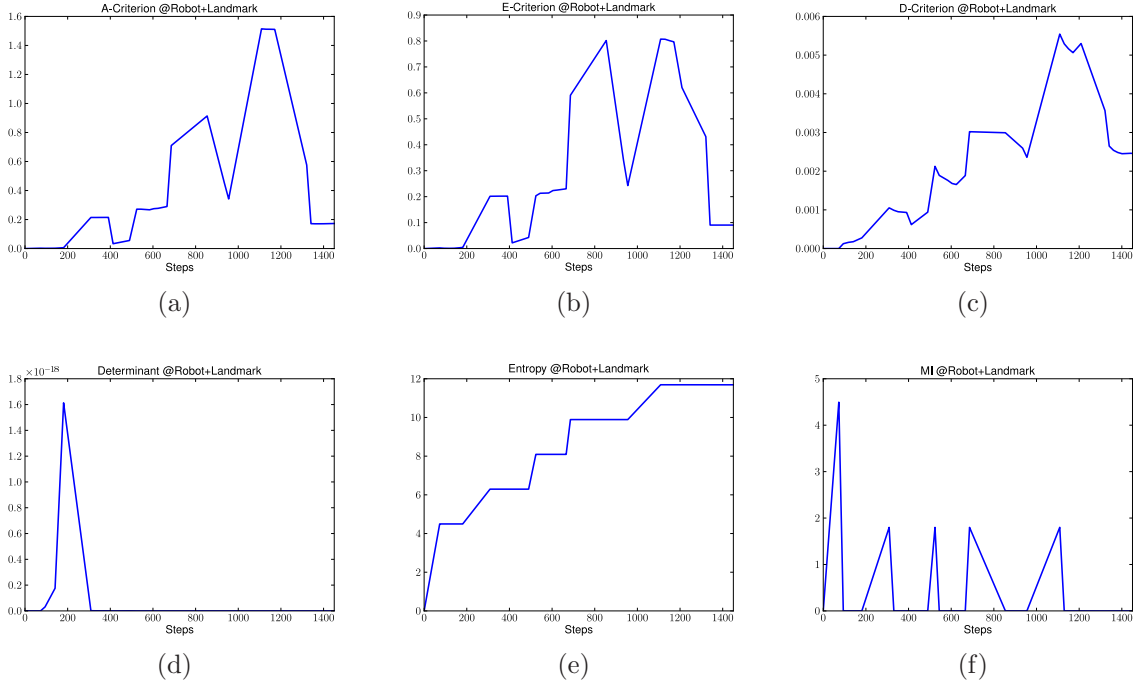 A-Criterion @Robot+Landmark
1.6
1.4
1.2
1.0
0.8
0.6
0.4
0.2
0.0
0 200 400 600 800 1000 1200 1400
Steps
(a)
E-Criterion @Robot+Landmark
0.9
0.8
0.7
0.6
0.5
0.4
0.3
0.2
0.1
0.0
0 200 400 600 800 1000 1200 1400
Steps
(b)
D-Criterion @Robot+Landmark
0.006
0.005
0.004
0.003
0.002
0.001
0.000
0 200 400 600 800 1000 1200 1400
Steps
(c)
Determinant @Robot+Landmark
1.8 ×10⁻¹⁸
1.6
1.4
1.2
1.0
0.8
0.6
0.4
0.2
0.0
0 200 400 600 800 1000 1200 1400
Steps
(d)
Entropy @Robot+Landmark
12
10
8
6
4
2
0
0 200 400 600 800 1000 1200 1400
Steps
(e)
MI @Robot+Landmark
5
4
3
2
1
0
0 200 400 600 800 1000 1200 1400
Steps
(f)